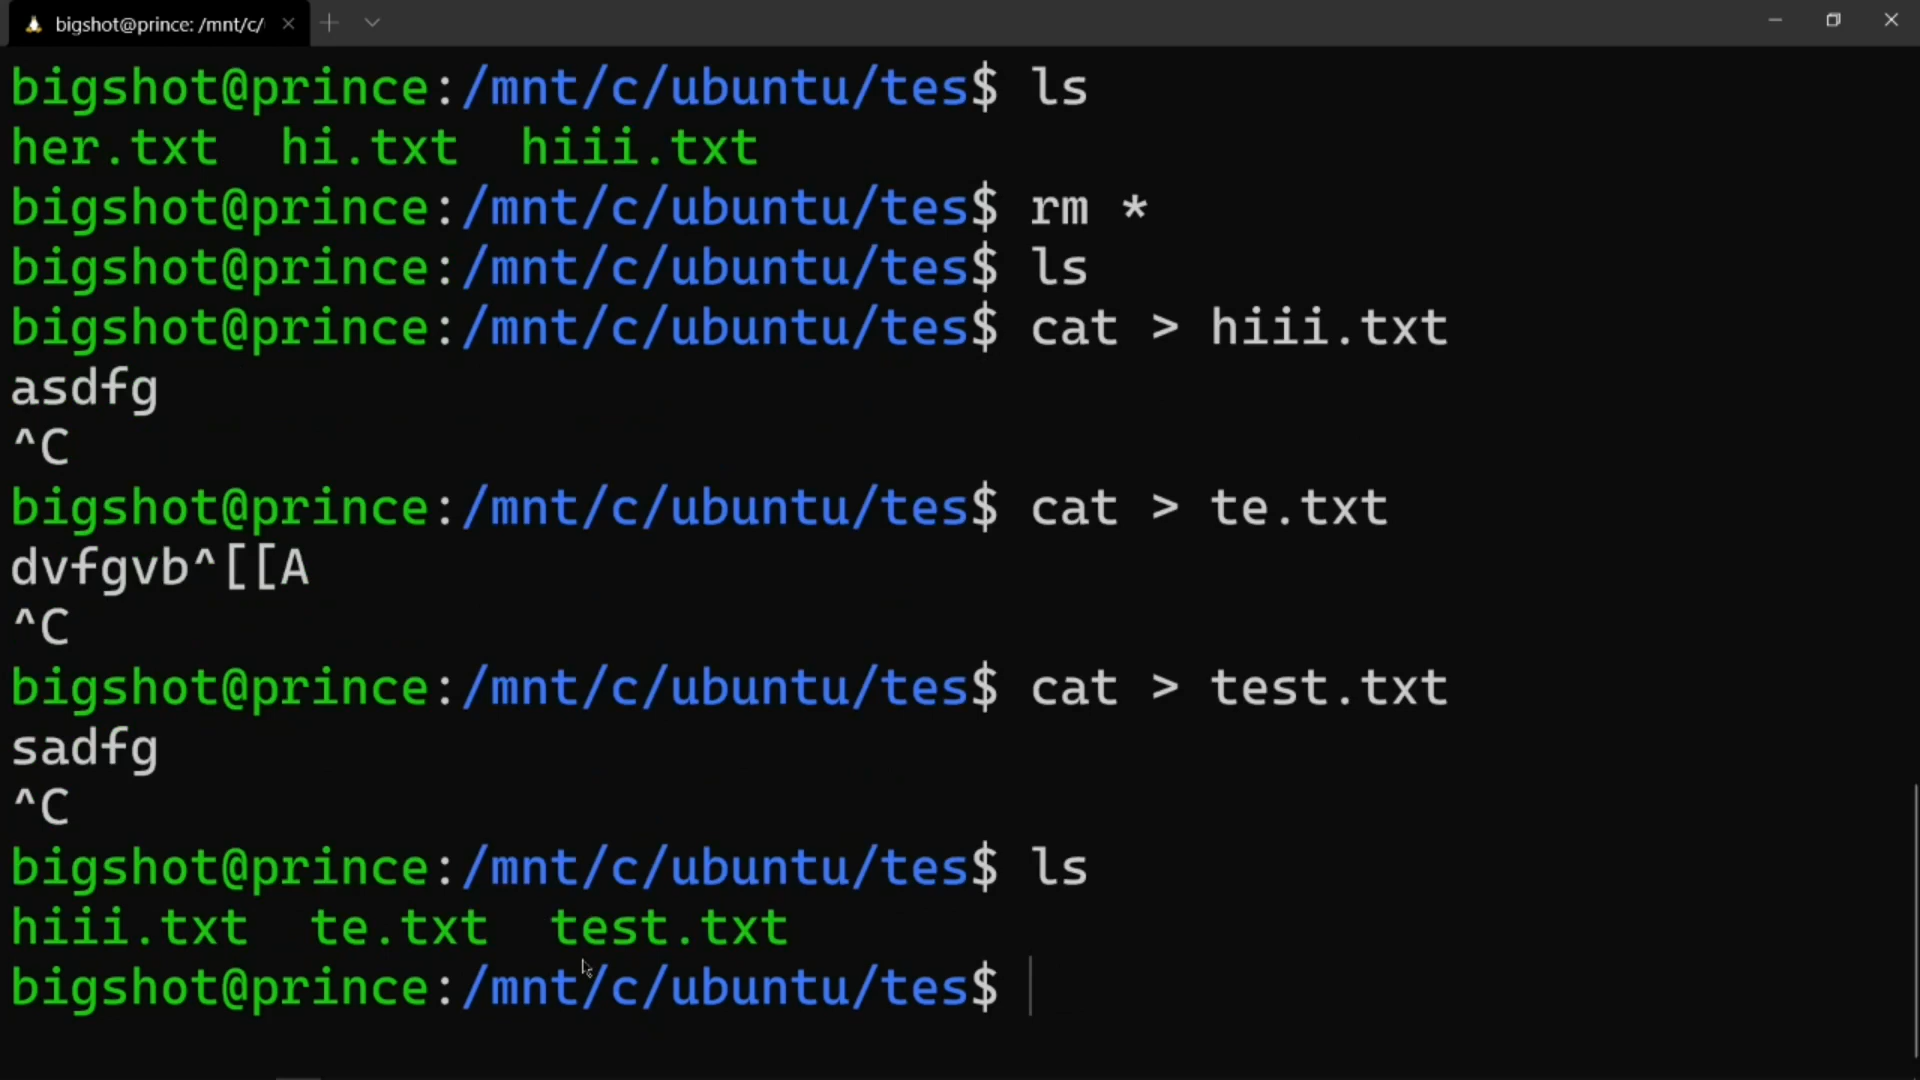 bigshot@prince: /mnt/c/
bigshot@prince:/mnt/c/ubuntu/tes$ ls
her.txt  hi.txt  hiii.txt
bigshot@prince:/mnt/c/ubuntu/tes$ rm *
bigshot@prince:/mnt/c/ubuntu/tes$ ls
bigshot@prince:/mnt/c/ubuntu/tes$ cat > hiii.txt
asdfg
^C
bigshot@prince:/mnt/c/ubuntu/tes$ cat > te.txt
dvfgvb^[[A
^C
bigshot@prince:/mnt/c/ubuntu/tes$ cat > test.txt
sadfg
^C
bigshot@prince:/mnt/c/ubuntu/tes$ ls
hiii.txt  te.txt  test.txt
bigshot@prince:/mnt/c/ubuntu/tes$